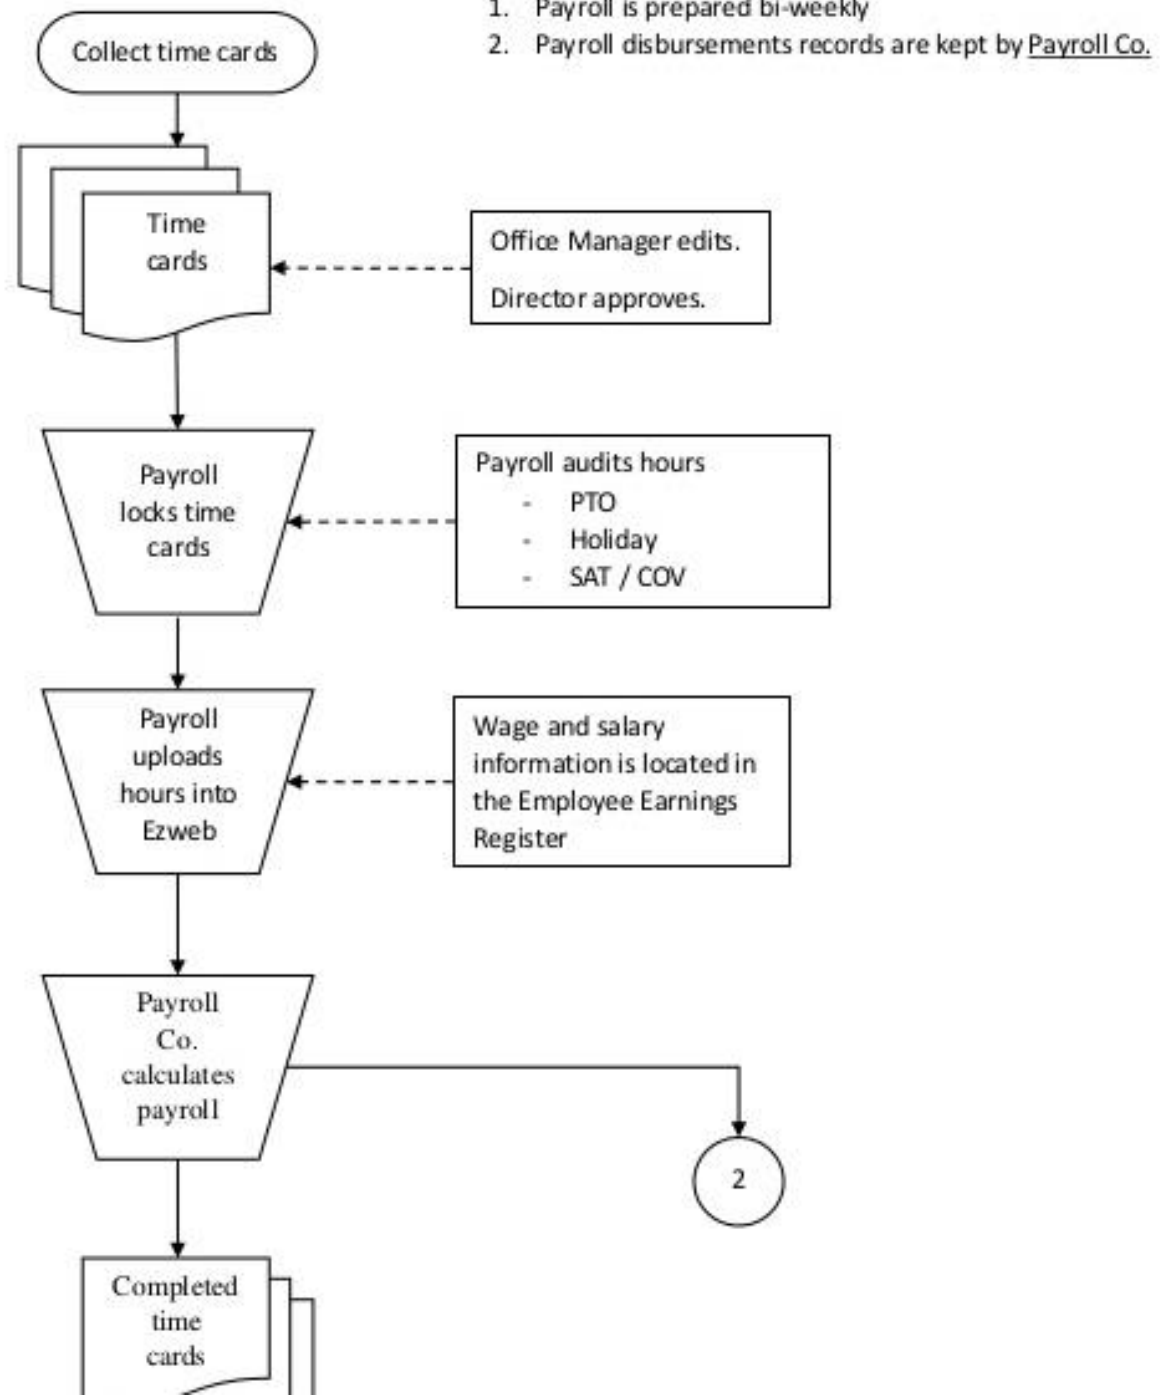 1. Payroll is prepared bi-weekly
2. Payroll disbursements records are kept by Payroll Co.
Collect time cards
Time
cards
Office Manager edits.
Director approves.
Payroll
locks time
cards
Payroll audits hours
- PTO
- Holiday
- SAT / COV
Payroll
uploads
hours into
Ezweb
Wage and salary
information is located in
the Employee Earnings
Register
Payroll
Co.
calculates
payroll
2
Completed
time
cards